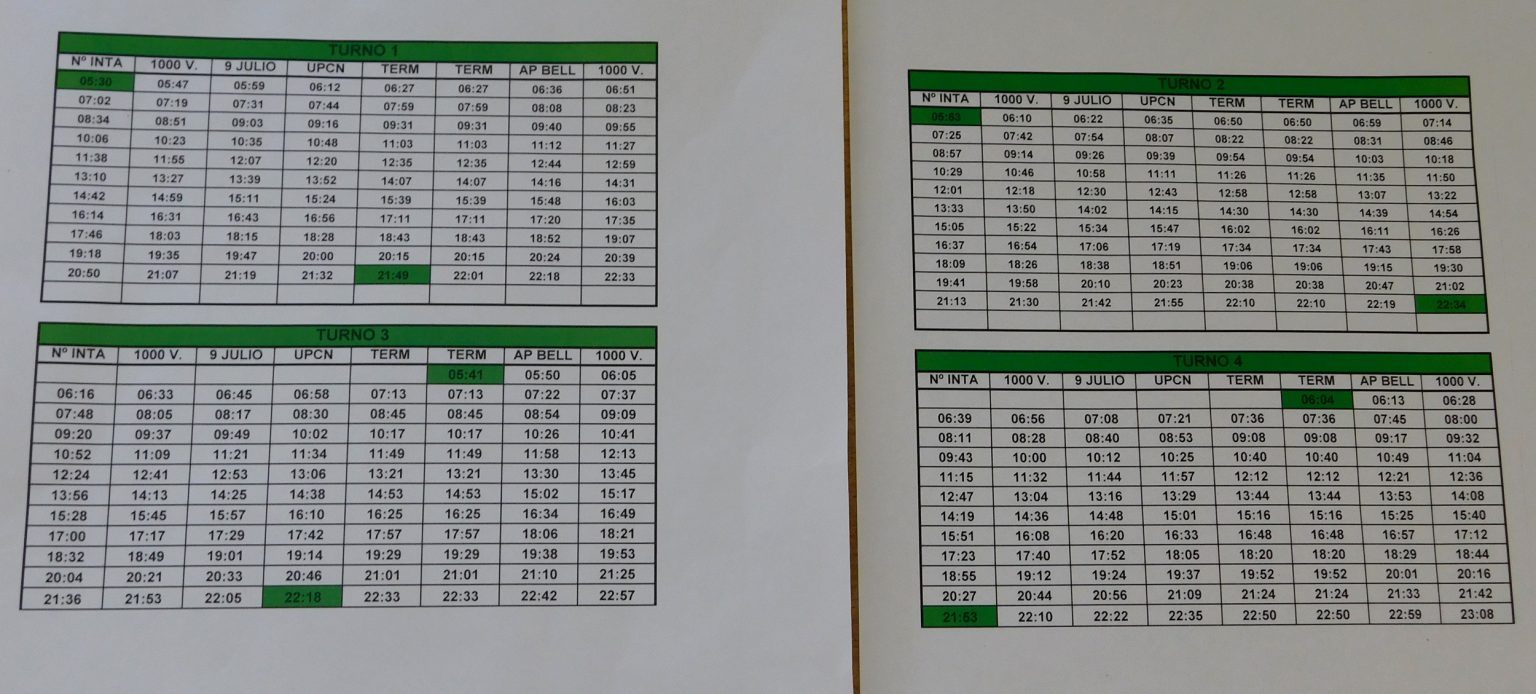 TURNO 1
Nº INTA 1000 V. 9 JULIO UPCN TERM TERM AP BELL 1000 V.
05:30 05:47 05:59 06:12 06:27 06:27 06:36 06:51
07:02 07:19 07:31 07:44 07:59 07:59 08:08 08:23
08:34 08:51 09:03 09:16 09:31 09:31 09:40 09:55
10:06 10:23 10:35 10:48 11:03 11:03 11:12 11:27
11:38 11:55 12:07 12:20 12:35 12:35 12:44 12:59
13:10 13:27 13:39 13:52 14:07 14:07 14:16 14:31
14:42 14:59 15:11 15:24 15:39 15:39 15:48 16:03
16:14 16:31 16:43 16:56 17:11 17:11 17:20 17:35
17:46 18:03 18:15 18:28 18:43 18:43 18:52 19:07
19:18 19:35 19:47 20:00 20:15 20:15 20:24 20:39
20:50 21:07 21:19 21:32 21:49 22:01 22:18 22:33
TURNO 3
Nº INTA 1000 V. 9 JULIO UPCN TERM TERM AP BELL 1000 V.
05:41 05:50 06:05
06:16 06:33 06:45 06:58 07:13 07:13 07:22 07:37
07:48 08:05 08:17 08:30 08:45 08:45 08:54 09:09
09:20 09:37 09:49 10:02 10:17 10:17 10:26 10:41
10:52 11:09 11:21 11:34 11:49 11:49 11:58 12:13
12:24 12:41 12:53 13:06 13:21 13:21 13:30 13:45
13:56 14:13 14:25 14:38 14:53 14:53 15:02 15:17
15:28 15:45 15:57 16:10 16:25 16:25 16:34 16:49
17:00 17:17 17:29 17:42 17:57 17:57 18:06 18:21
18:32 18:49 19:01 19:14 19:29 19:29 19:38 19:53
20:04 20:21 20:33 20:46 21:01 21:01 21:10 21:25
21:36 21:53 22:05 22:18 22:33 22:33 22:42 22:57
TURNO 2
Nº INTA 1000 V. 9 JULIO UPCN TERM TERM AP BELL 1000 V.
05:53 06:10 06:22 06:35 06:50 06:50 06:59 07:14
07:25 07:42 07:54 08:07 08:22 08:22 08:31 08:46
08:57 09:14 09:26 09:39 09:54 09:54 10:03 10:18
10:29 10:46 10:58 11:11 11:26 11:26 11:35 11:50
12:01 12:18 12:30 12:43 12:58 12:58 13:07 13:22
13:33 13:50 14:02 14:15 14:30 14:30 14:39 14:54
15:05 15:22 15:34 15:47 16:02 16:02 16:11 16:26
16:37 16:54 17:06 17:19 17:34 17:34 17:43 17:58
18:09 18:26 18:38 18:51 19:06 19:06 19:15 19:30
19:41 19:58 20:10 20:23 20:38 20:38 20:47 21:02
21:13 21:30 21:42 21:55 22:10 22:10 22:19 22:34
TURNO 4
Nº INTA 1000 V. 9 JULIO UPCN TERM TERM AP BELL 1000 V.
06:04 06:13 06:28
06:39 06:56 07:08 07:21 07:36 07:36 07:45 08:00
08:11 08:28 08:40 08:53 09:08 09:08 09:17 09:32
09:43 10:00 10:12 10:25 10:40 10:40 10:49 11:04
11:15 11:32 11:44 11:57 12:12 12:12 12:21 12:36
12:47 13:04 13:16 13:29 13:44 13:44 13:53 14:08
14:19 14:36 14:48 15:01 15:16 15:16 15:25 15:40
15:51 16:08 16:20 16:33 16:48 16:48 16:57 17:12
17:23 17:40 17:52 18:05 18:20 18:20 18:29 18:44
18:55 19:12 19:24 19:37 19:52 19:52 20:01 20:16
20:27 20:44 20:56 21:09 21:24 21:24 21:33 21:42
21:53 22:10 22:22 22:35 22:50 22:50 22:59 23:08